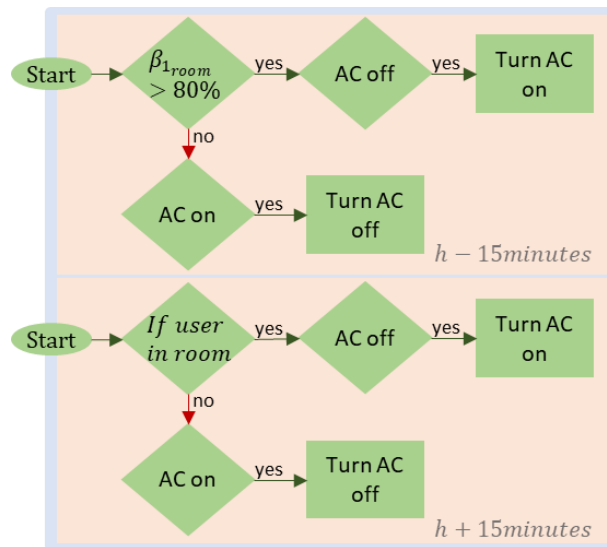 Start
β₁room
> 80%
yes
AC off
yes
Turn AC
on
no
AC on
yes
Turn AC
off
h − 15minutes
Start
If user
in room
yes
AC off
yes
Turn AC
on
no
AC on
yes
Turn AC
off
h + 15minutes